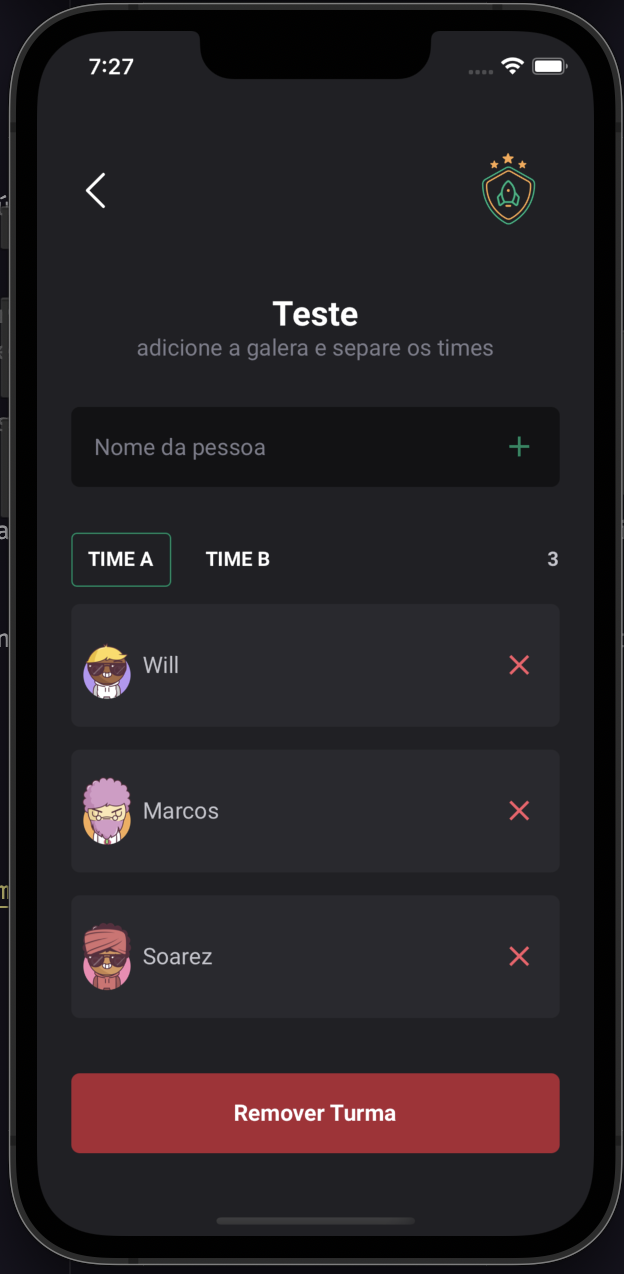 7:27
Teste
adicione a galera e separe os times
Nome da pessoa
TIME A TIME B 3
Will
Marcos
Soarez
Remover Turma